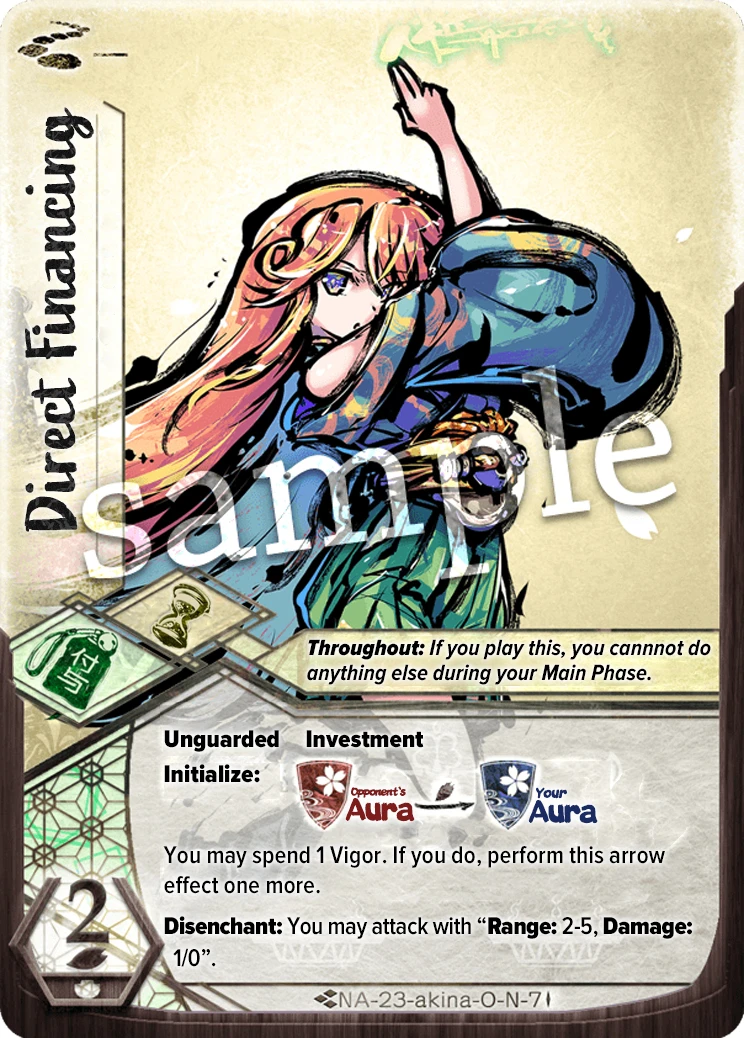 Direct Financing
sample
付与
Throughout: If you play this, you cannnot do
anything else during your Main Phase.
Unguarded Investment
Initialize:
Opponent's
Aura
Your
Aura
You may spend 1 Vigor. If you do, perform this arrow
effect one more.
Disenchant: You may attack with “Range: 2-5, Damage:
1/0”.
2
NA-23-akina-O-N-7